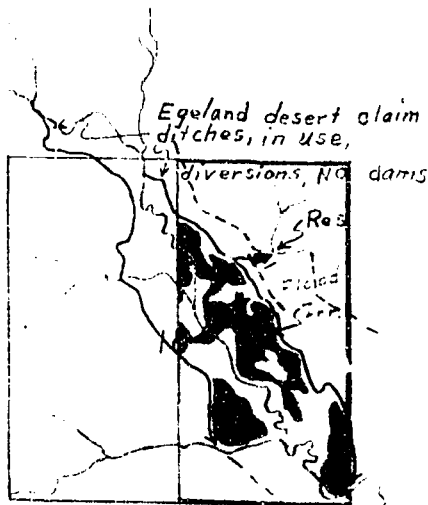 Egeland desert claim
ditches, in use,
diversions, NO dams
Res